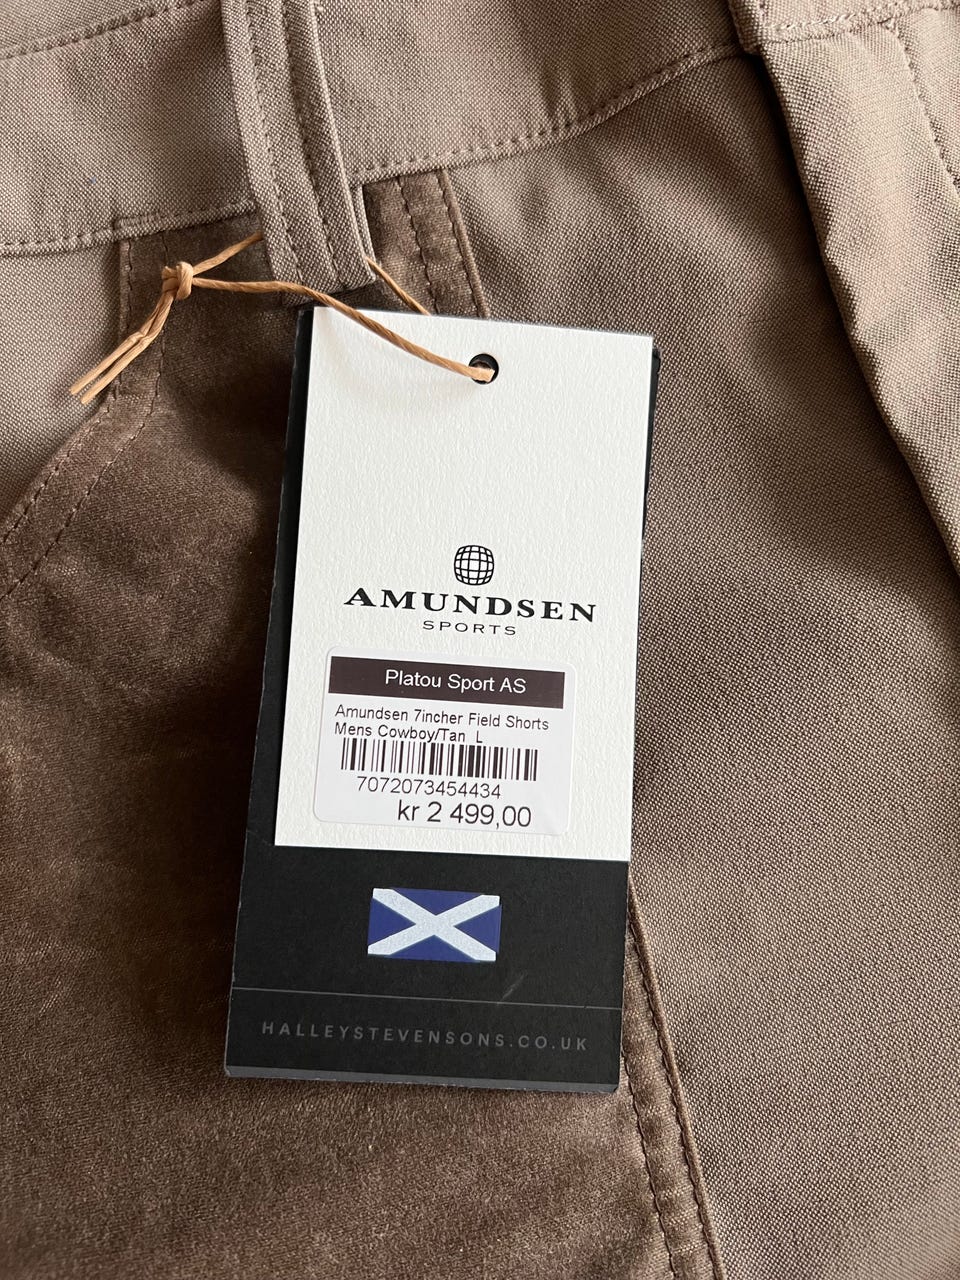 AMUNDSEN
SPORTS
Platou Sport AS
Amundsen 7incher Field Shorts
Mens Cowboy/Tan L
7072073454434
kr 2 499,00
HALLEYSTEVENSONS.CO.UK